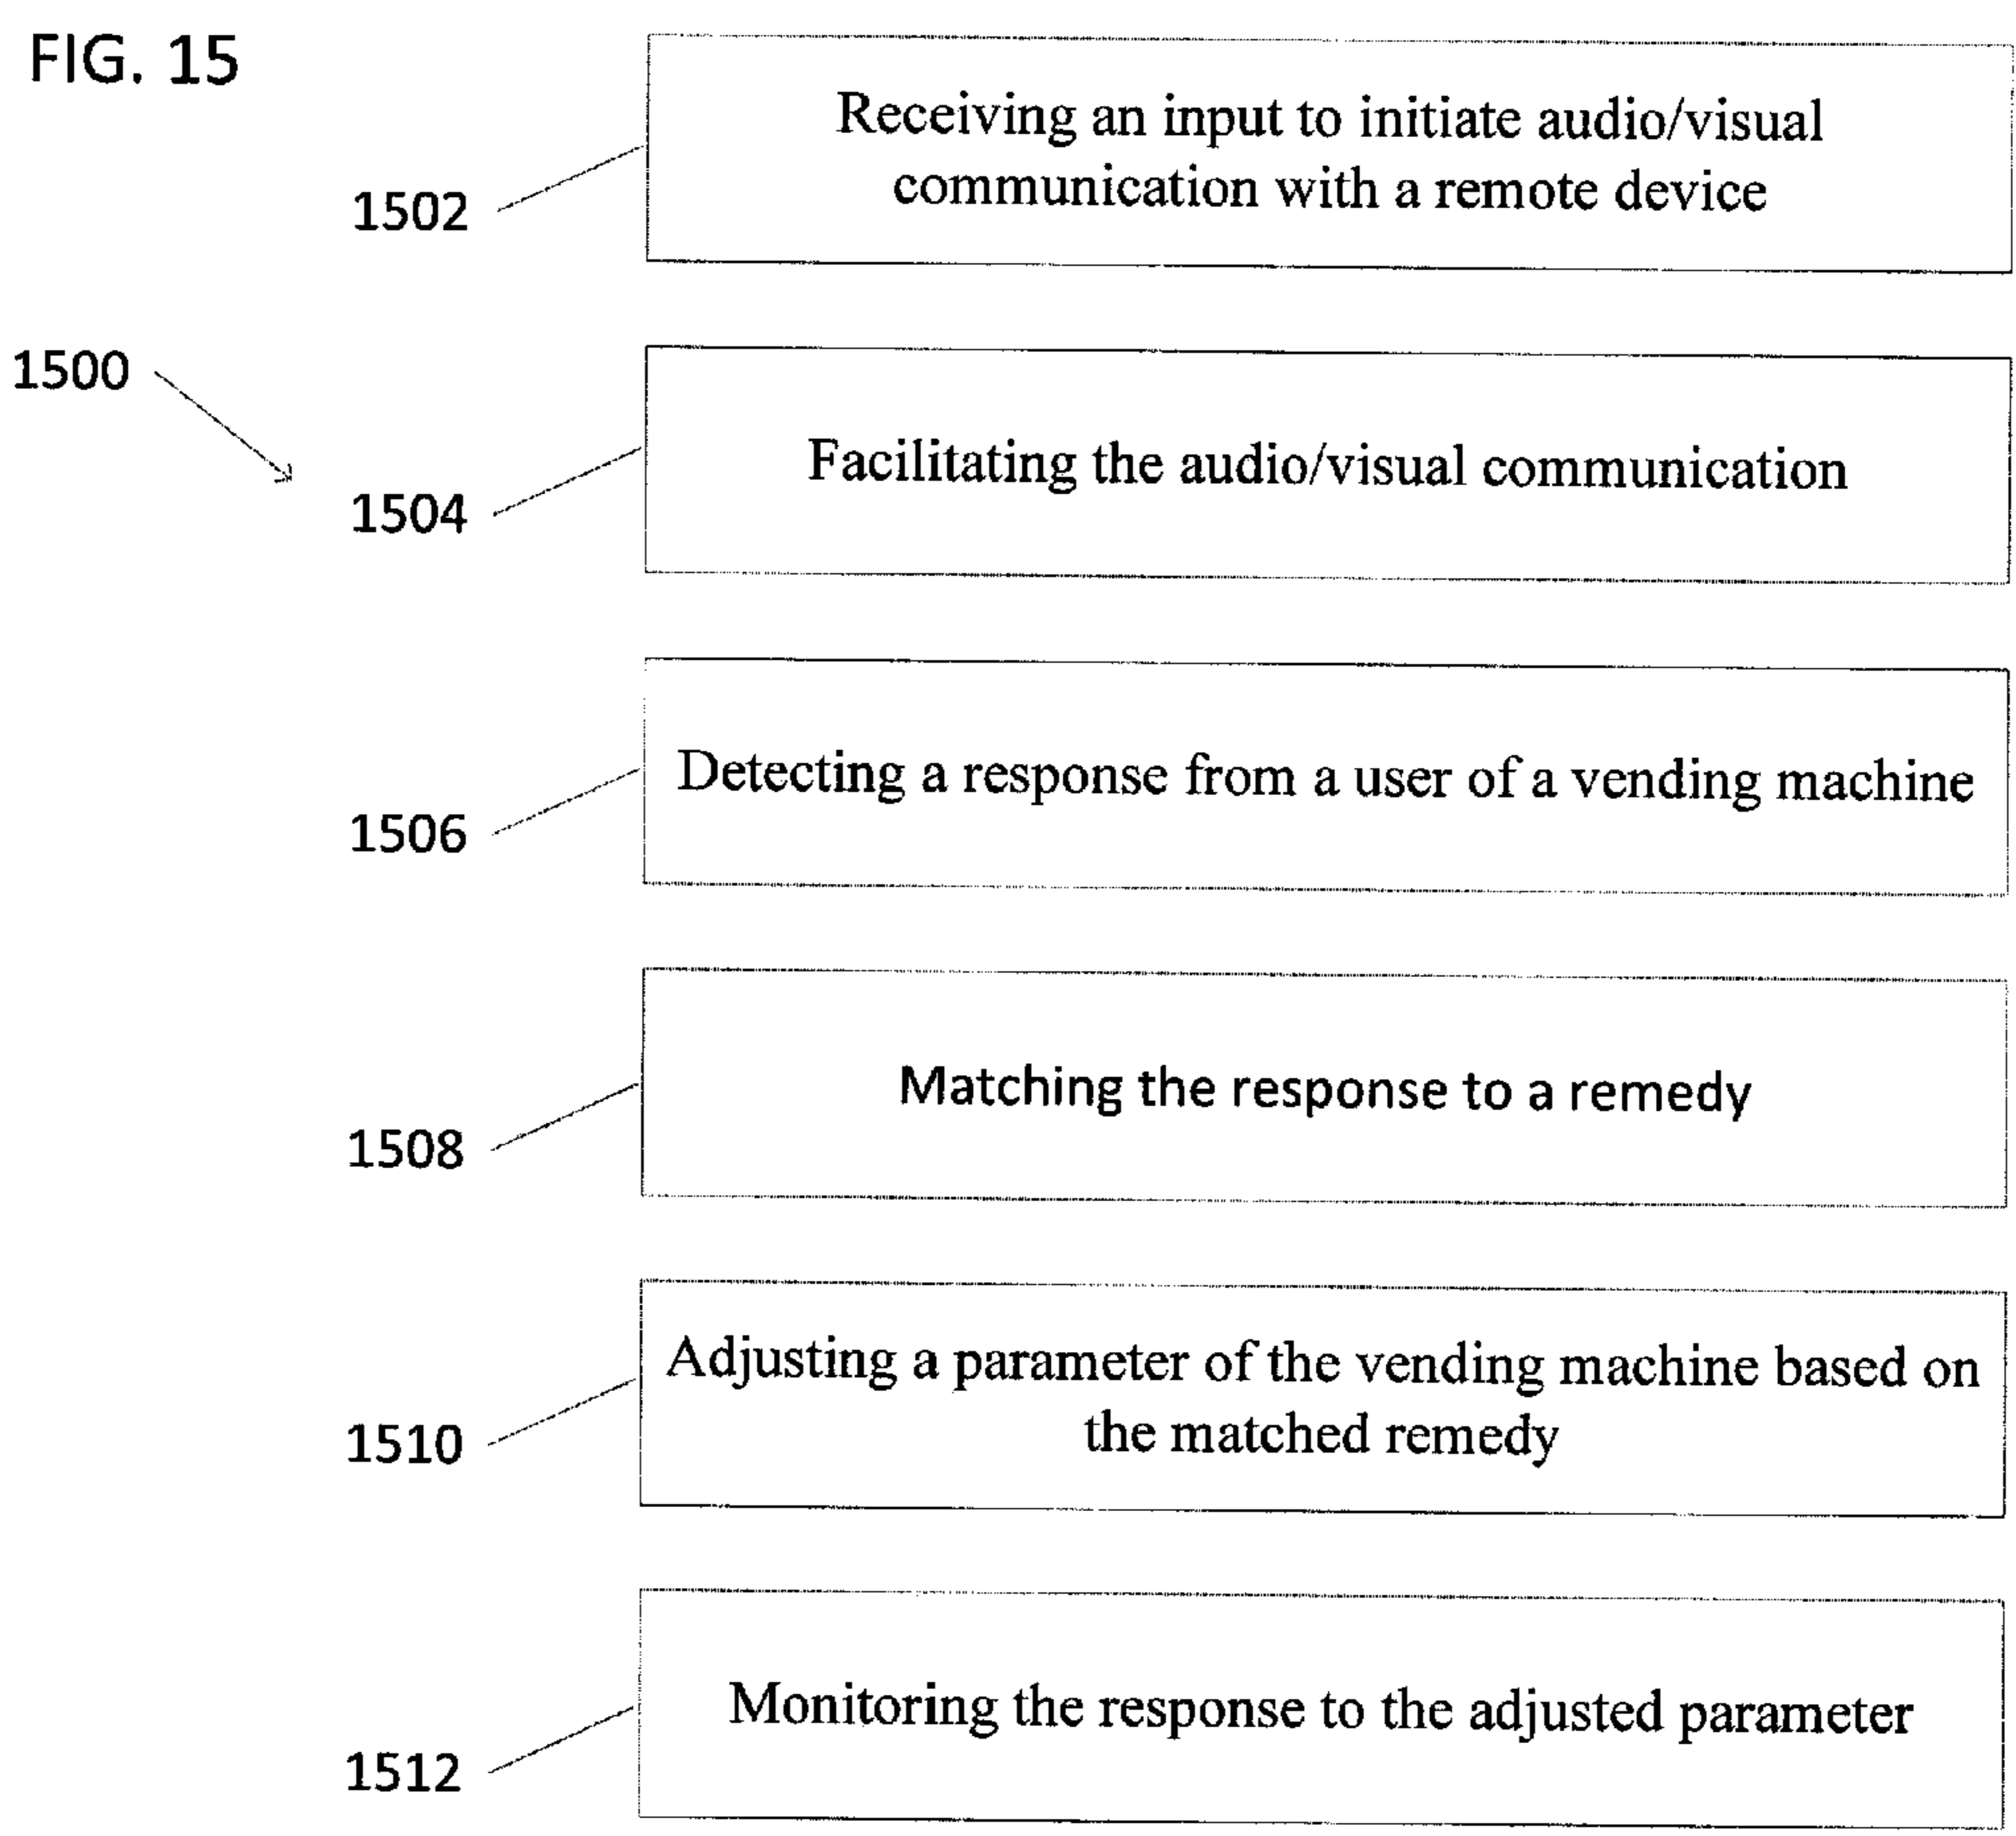 FIG. 15
Receiving an input to initiate audio/visual
communication with a remote device
1502
1500
Facilitating the audio/visual communication
1504
Detecting a response from a user of a vending machine
1506
Matching the response to a remedy
1508
Adjusting a parameter of the vending machine based on
the matched remedy
1510
Monitoring the response to the adjusted parameter
1512